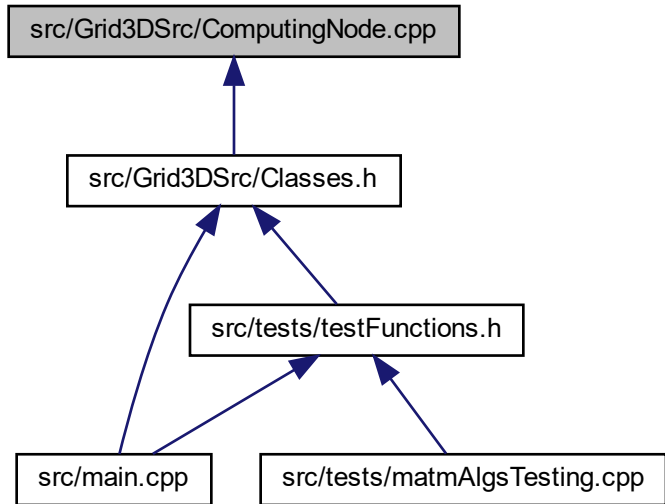 src/Grid3DSrc/ComputingNode.cpp
src/Grid3DSrc/Classes.h
src/tests/testFunctions.h
src/main.cpp
src/tests/matmAlgsTesting.cpp